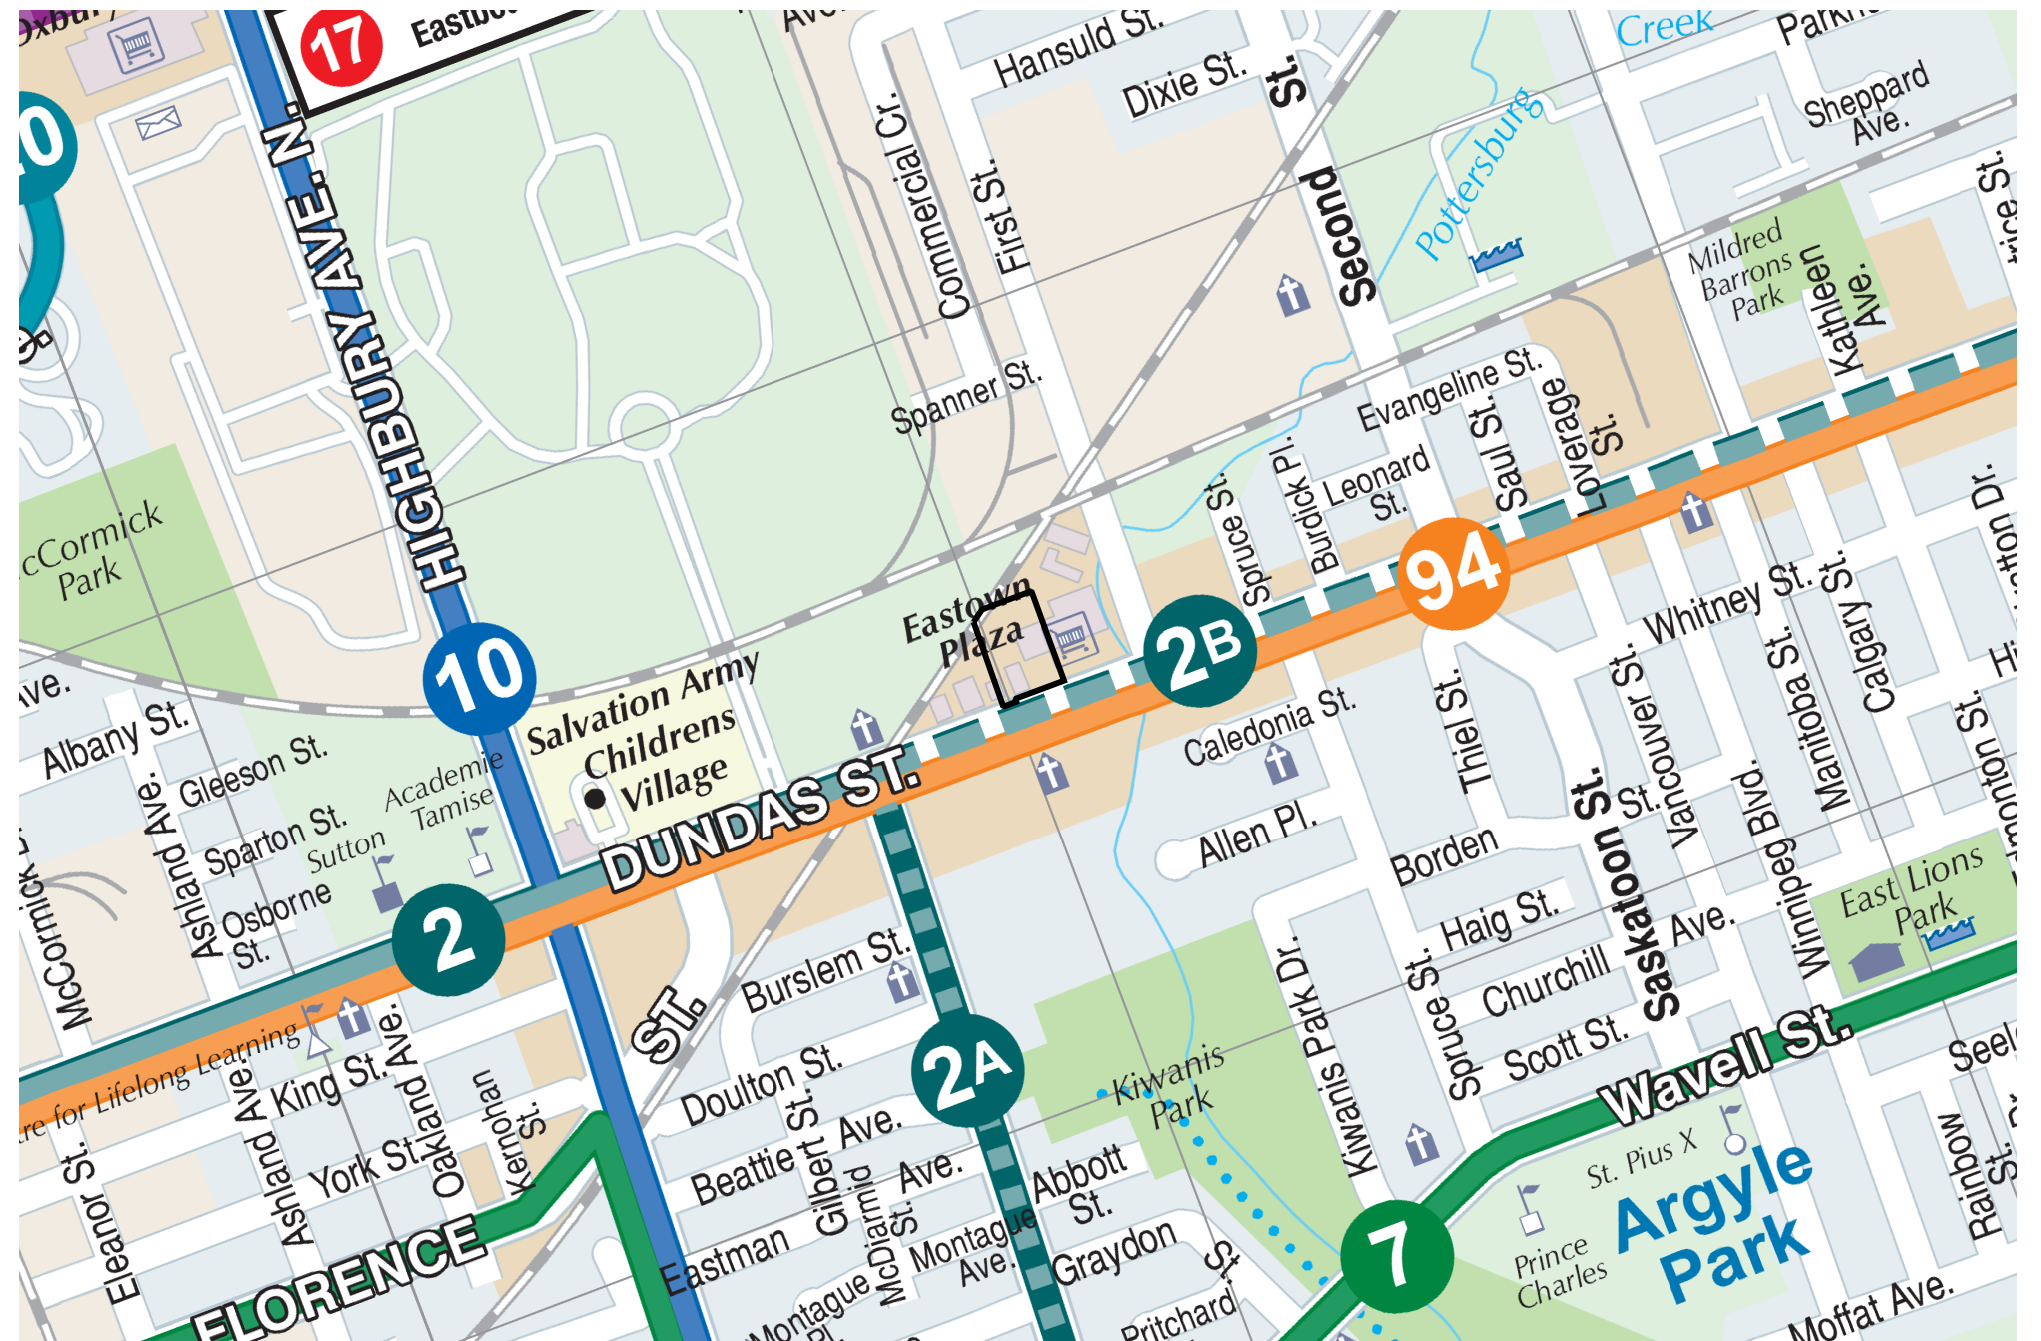 17
Hansuld St.
Dixie St.
St.
Creek
Sheppard
Ave.
HIGHBURY AVE. N.
Commercial Cr.
First St.
Second
Pottersburg
Mildred
Barrons
Park
Kathleen
Ave.
Spanner St.
Evangeline St.
Saul St.
Loverage
St.
Leonard
St.
Burdick Pl.
Spruce St.
Park
94
Eastown
Plaza
2B
10
Whitney St.
Calgary St.
Albany St.
Gleeson St.
Salvation Army
Childrens
Village
Academie
Tamise
Sutton
Sparton St.
Osborne
St.
Ashland Ave.
DUNDAS ST.
Caledonia St.
Thiel St.
Vancouver St.
Manitoba St.
Allen Pl.
Borden
St.
Saskatoon St.
Winnipeg Blvd.
East Lions
Park
2
Haig St.
Ave.
Churchill
Scott St.
Spruce St.
Kiwanis Park Dr.
Burslem St.
ST.
Doulton St.
2A
Kiwanis
Park
Wavell St.
for Lifelong Learning
King St.
York St.
Ashland Ave.
Oakland Ave.
Kernohan
St.
Eleanor St.
FLORENCE
Beattie
Ave.
Gilbert St.
McDiarmid
St.
Ave.
Abbott
St.
Eastman
Montague
Ave.
Montague
Pl.
Graydon
St.
Pritchard
7
St. Pius X
Prince
Charles
Argyle
Park
Rainbow
St.
Moffat Ave.